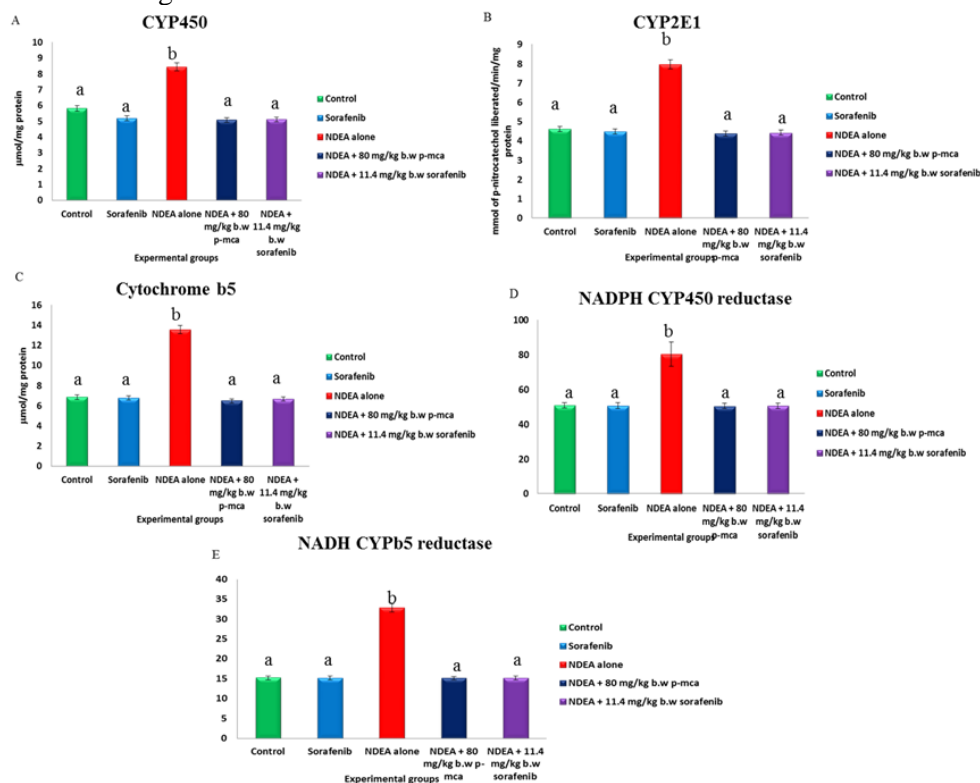 A
CYP450
µmol/mg protein
10
9
8
7
6
5
4
3
2
1
0
a
a
b
a
a
Control
Sorafenib
NDEA alone
NDEA + 80
mg/kg b.w
p-mca
NDEA +
11.4 mg/kg
b.w
sorafenib
Expermental groups
Control
Sorafenib
NDEA alone
NDEA + 80 mg/kg b.w p-mca
NDEA + 11.4 mg/kg b.w sorafenib
B
CYP2E1
mmol of p-nitrocatechol liberated/min/mg
protein
9
8
7
6
5
4
3
2
1
0
a
a
b
a
a
Control
Sorafenib
NDEA alone
NDEA + 80
mg/kg b.w
p-mca
NDEA + 11.4
mg/kg b.w
sorafenib
Experimental groups
Control
Sorafenib
NDEA alone
NDEA + 80 mg/kg b.w p-mca
NDEA + 11.4 mg/kg b.w sorafenib
C
Cytochrome b5
µmol/mg protein
16
14
12
10
8
6
4
2
0
a
a
b
a
a
Control
Sorafenib
NDEA alone
NDEA + 80
mg/kg b.w
p-mca
NDEA +
11.4 mg/kg
b.w
sorafenib
Experimental groups
Control
Sorafenib
NDEA alone
NDEA + 80 mg/kg b.w p-mca
NDEA + 11.4 mg/kg b.w sorafenib
D
NADPH CYP450 reductase
100
80
60
40
20
0
a
a
b
a
a
Control
Sorafenib
NDEA alone
NDEA + 80
mg/kg b.w
p-mca
NDEA + 11.4
mg/kg b.w
sorafenib
Experimental groups
Control
Sorafenib
NDEA alone
NDEA + 80 mg/kg b.w p-mca
NDEA + 11.4 mg/kg b.w sorafenib
E
NADH CYPb5 reductase
40
35
30
25
20
15
10
5
0
a
a
b
a
a
Control
Sorafenib
NDEA alone
NDEA + 80
mg/kg b.w p-
mca
NDEA + 11.4
mg/kg b.w
sorafenib
Experimental groups
Control
Sorafenib
NDEA alone
NDEA + 80 mg/kg b.w p-mca
NDEA + 11.4 mg/kg b.w sorafenib